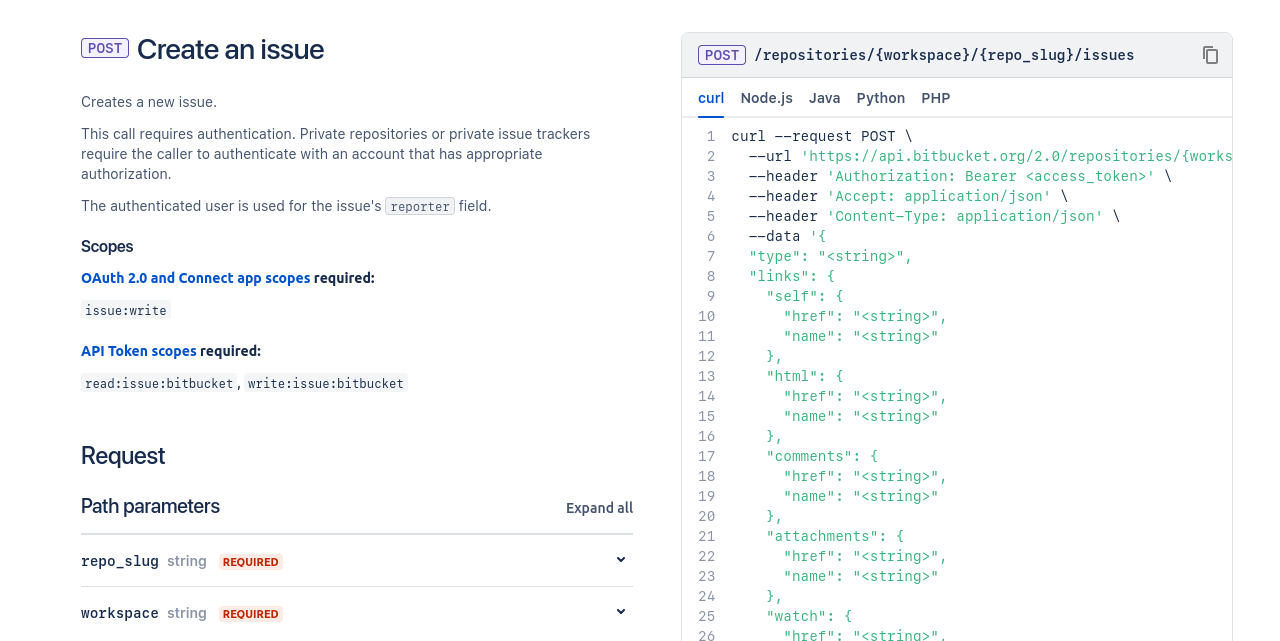 POST Create an issue
Creates a new issue.
This call requires authentication. Private repositories or private issue trackers
require the caller to authenticate with an account that has appropriate
authorization.
The authenticated user is used for the issue's reporter field.
Scopes
OAuth 2.0 and Connect app scopes required:
issue:write
API Token scopes required:
read:issue:bitbucket, write:issue:bitbucket
Request
Path parameters
Expand all
repo_slug string REQUIRED
workspace string REQUIRED
POST /repositories/{workspace}/{repo_slug}/issues
curl Node.js Java Python PHP
1 curl --request POST \
2 --url 'https://api.bitbucket.org/2.0/repositories/{works
3 --header 'Authorization: Bearer <access_token>' \
4 --header 'Accept: application/json' \
5 --header 'Content-Type: application/json' \
6 --data '{
7 "type": "<string>",
8 "links": {
9 "self": {
10 "href": "<string>",
11 "name": "<string>"
12 },
13 "html": {
14 "href": "<string>",
15 "name": "<string>"
16 },
17 "comments": {
18 "href": "<string>",
19 "name": "<string>"
20 },
21 "attachments": {
22 "href": "<string>",
23 "name": "<string>"
24 },
25 "watch": {
26 "href": "<string>",